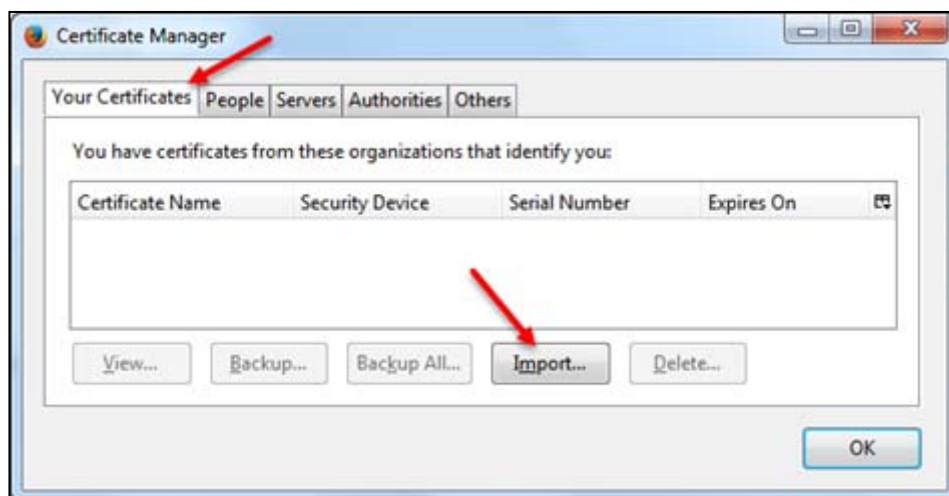 Certificate Manager
Your Certificates People Servers Authorities Others
You have certificates from these organizations that identify you:
Certificate Name Security Device Serial Number Expires On
View... Backup... Backup All... Import... Delete...
OK